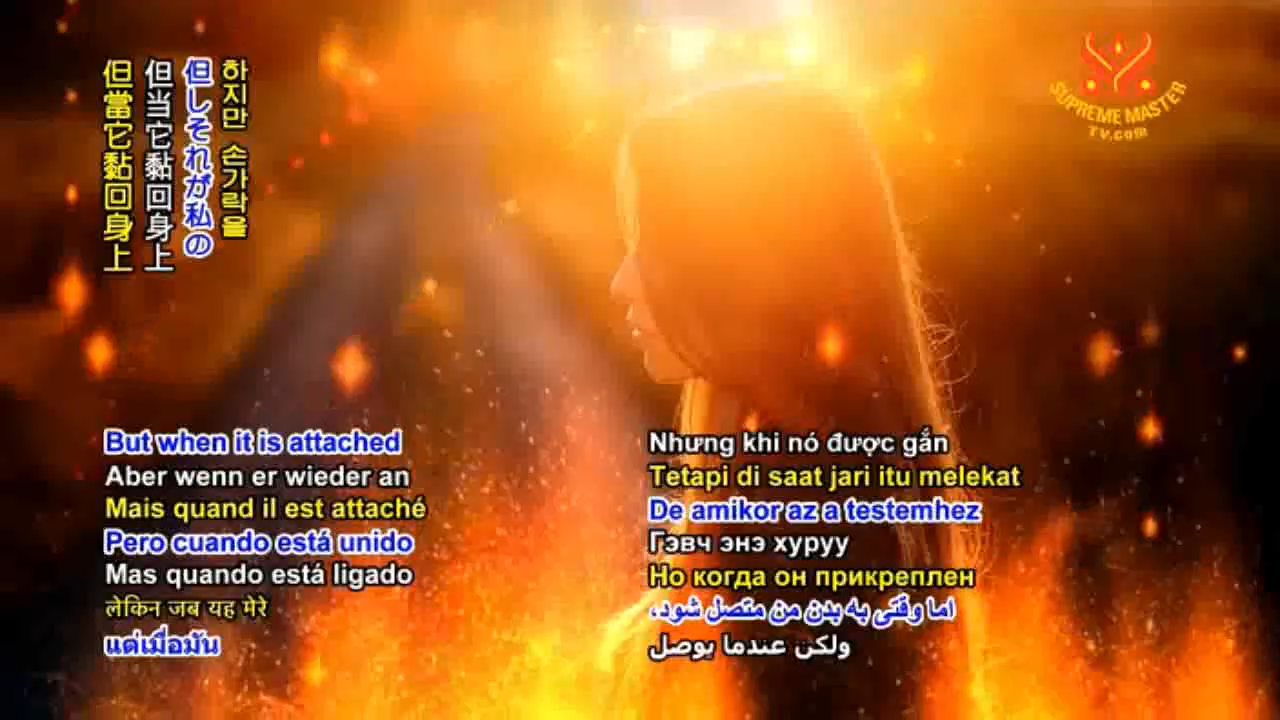 하지만 손가락을
但しそれが私の
但当它黏回身上
但當它黏回身上
SUPREME MASTER
TV.com
But when it is attached
Aber wenn er wieder an
Mais quand il est attaché
Pero cuando está unido
Mas quando está ligado
लेकिन जब यह मेरे
แต่เมื่อมัน
Nhưng khi nó được gắn
Tetapi di saat jari itu melekat
De amikor az a testemhez
Гэвч энэ хуруу
Но когда он прикреплен
اما وقتی به بدن من متصل شود،
ولكن عندما يوصل